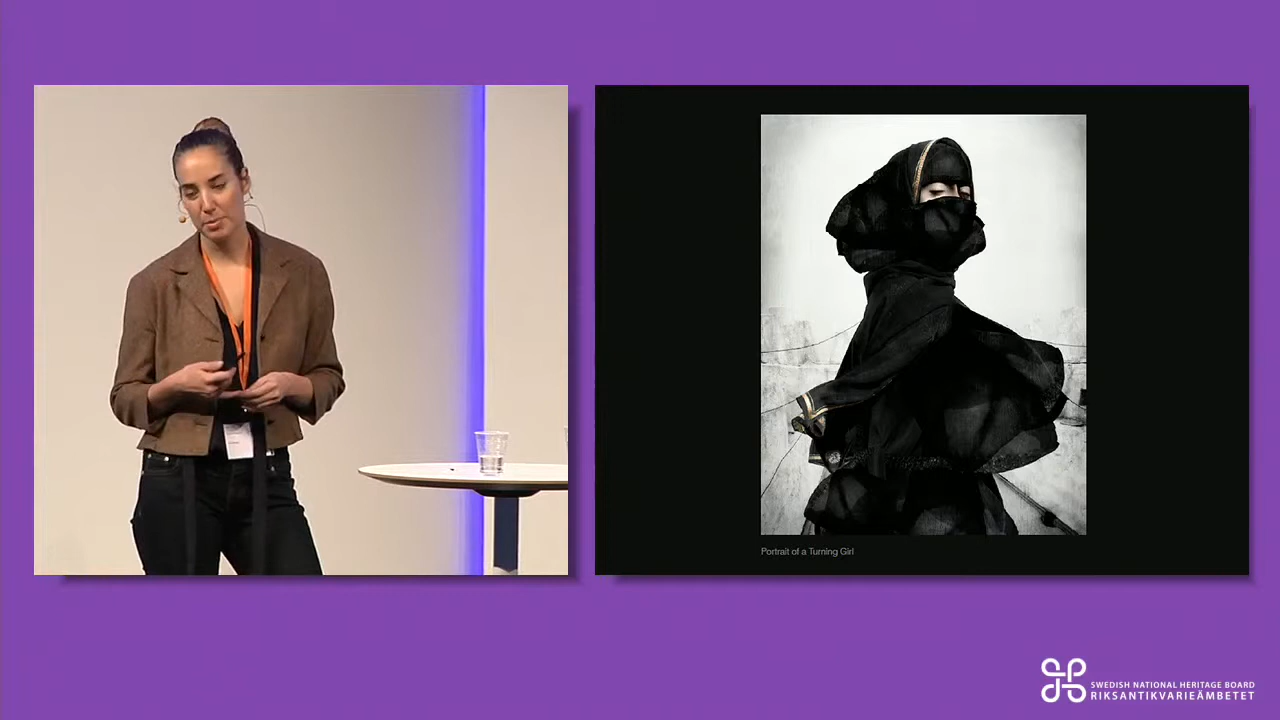 Portrait of a Turning Girl
SWEDISH NATIONAL HERITAGE BOARD
RIKSANTIKVARIEÄMBETET